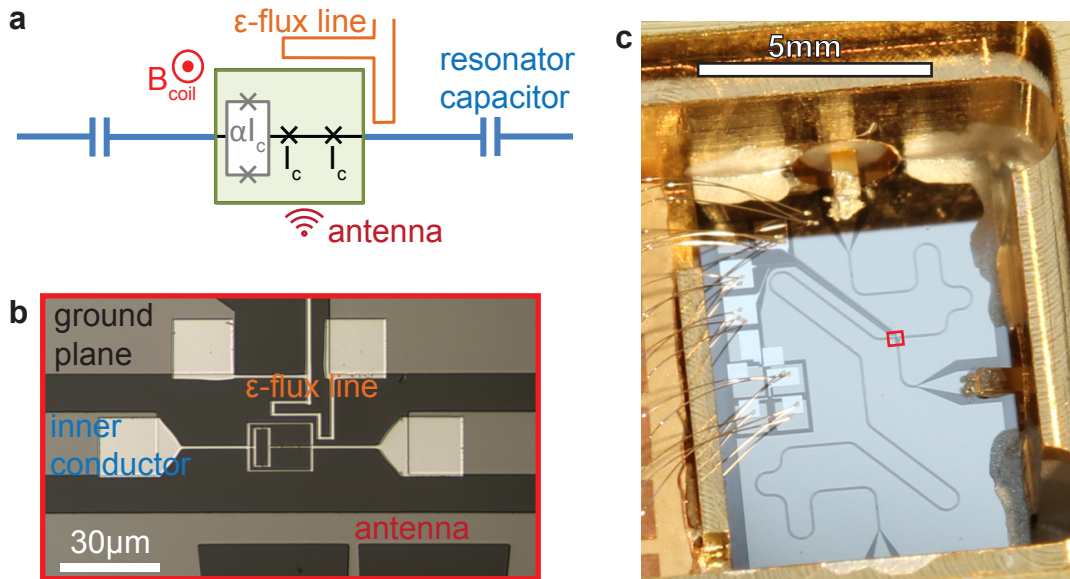 a
ε-flux line
B
coil
resonator
capacitor
αI
c
I
c
I
c
antenna
b
ground
plane
ε-flux line
inner
conductor
antenna
30μm
c
5mm